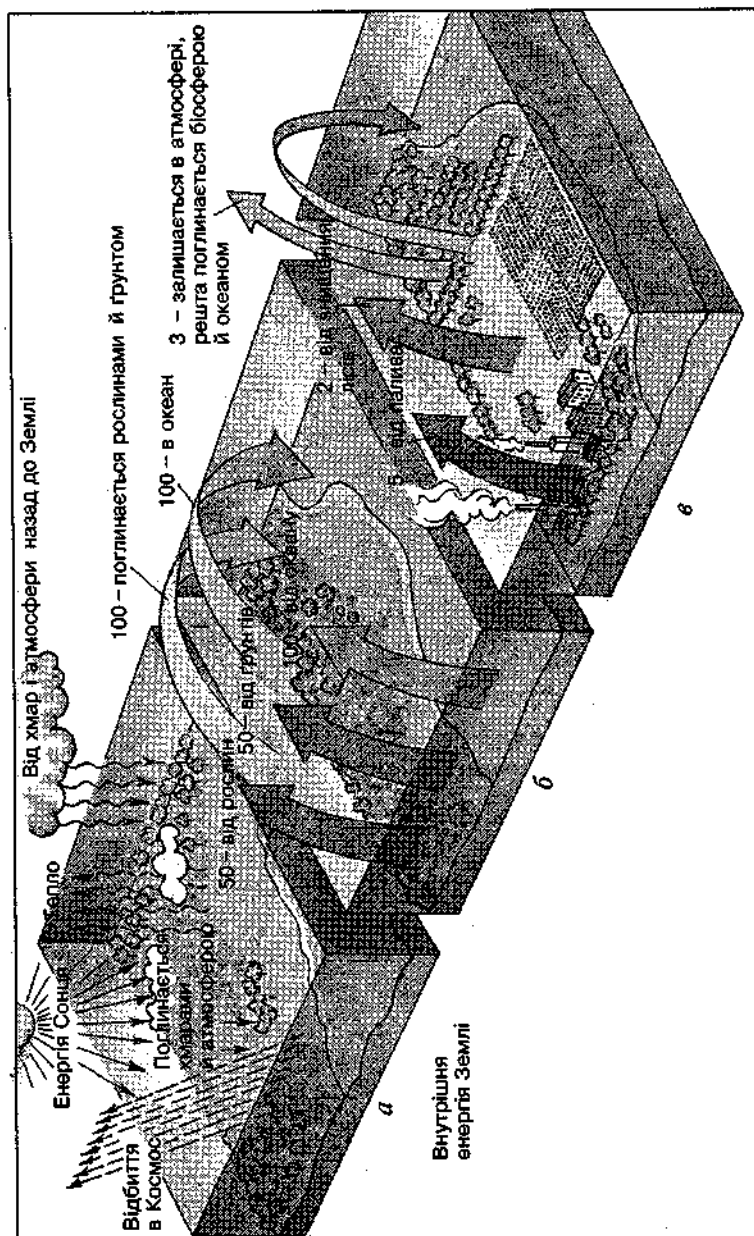 Енергія Сонця
Тепло
Від хмар і атмосфери назад до Землі
Відбиття
в Космос
Поглинається
хмарами
й атмосферою
Внутрішня
енергія Землі
а
100 – поглинається рослинами й ґрунтом
100 – в океан
50 – від рослин
50 – від ґрунтів
100 – від океану
б
3 – залишається в атмосфері,
решта поглинається біосферою
й океаном
2 – від знищення
лісів
5 – від палива
в